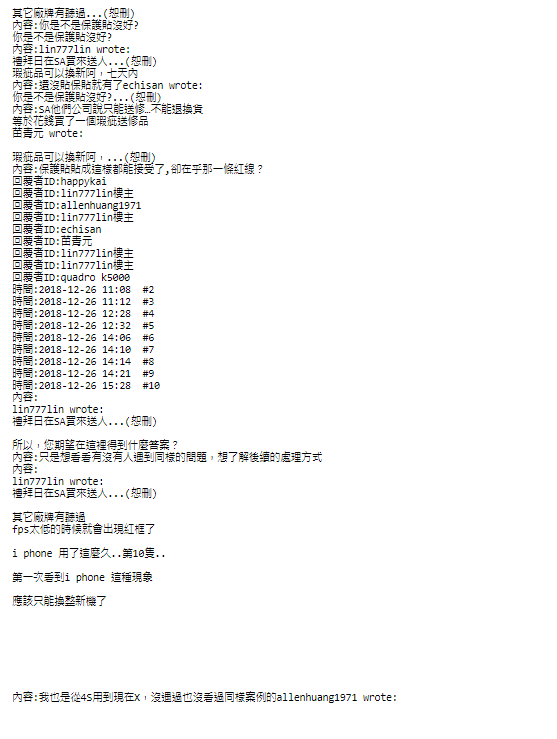 其它廠牌有聽過...(恕刪)
內容:你是不是保護貼沒好?
你是不是保護貼沒好?
內容:lin777lin wrote:
禮拜日在SA買來送人...(恕刪)
瑕疵品可以換新阿，七天內
內容:還沒貼保貼就有了echisan wrote:
你是不是保護貼沒好?...(恕刪)
內容:SA他們公司說只能送修…不能退換貨
等於花錢買了一個瑕疵送修品
苗青元 wrote:
瑕疵品可以換新阿，...(恕刪)
內容:保護貼貼成這樣都能接受了,卻在乎那一條紅線？
回覆者ID:happykai
回覆者ID:lin777lin樓主
回覆者ID:allenhuang1971
回覆者ID:lin777lin樓主
回覆者ID:echisan
回覆者ID:苗青元
回覆者ID:lin777lin樓主
回覆者ID:lin777lin樓主
回覆者ID:quadro k5000
時間:2018-12-26 11:08  #2
時間:2018-12-26 11:12  #3
時間:2018-12-26 12:28  #4
時間:2018-12-26 12:32  #5
時間:2018-12-26 14:06  #6
時間:2018-12-26 14:10  #7
時間:2018-12-26 14:14  #8
時間:2018-12-26 14:21  #9
時間:2018-12-26 15:28  #10
內容:
lin777lin wrote:
禮拜日在SA買來送人...(恕刪)
所以，您期望在這裡得到什麼答案？
內容:只是想看看有沒有人遇到同樣的問題，想了解後續的處理方式
內容:
lin777lin wrote:
禮拜日在SA買來送人...(恕刪)
其它廠牌有聽過
fps太低的時候就會出現紅框了
i phone 用了這麼久..第10隻..
第一次看到i phone 這種現象
應該只能換整新機了
內容:我也是從4S用到現在X，沒遇過也沒看過同樣案例的allenhuang1971 wrote: